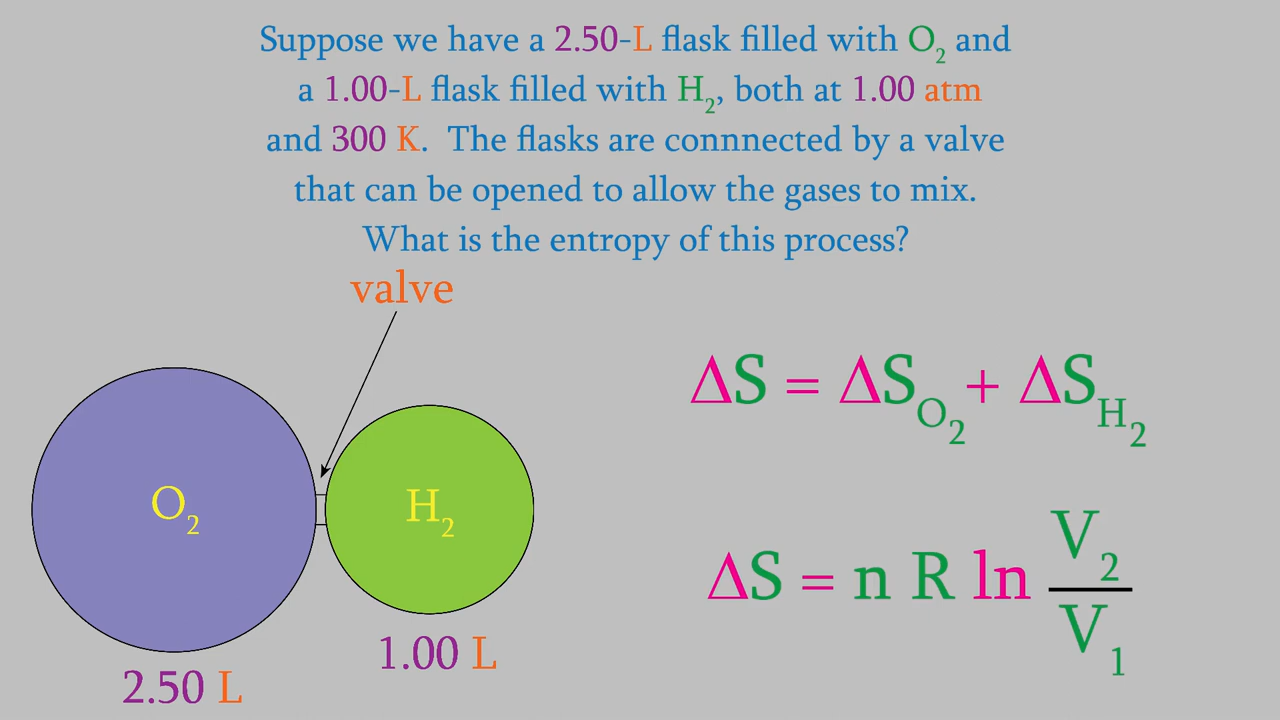 Suppose we have a 2.50-L flask filled with O₂ and
a 1.00-L flask filled with H₂, both at 1.00 atm
and 300 K. The flasks are connnected by a valve
that can be opened to allow the gases to mix.
What is the entropy of this process?
valve
O₂
H₂
2.50 L
1.00 L
ΔS = ΔS_O₂ + ΔS_H₂
ΔS = n R ln V₂/V₁